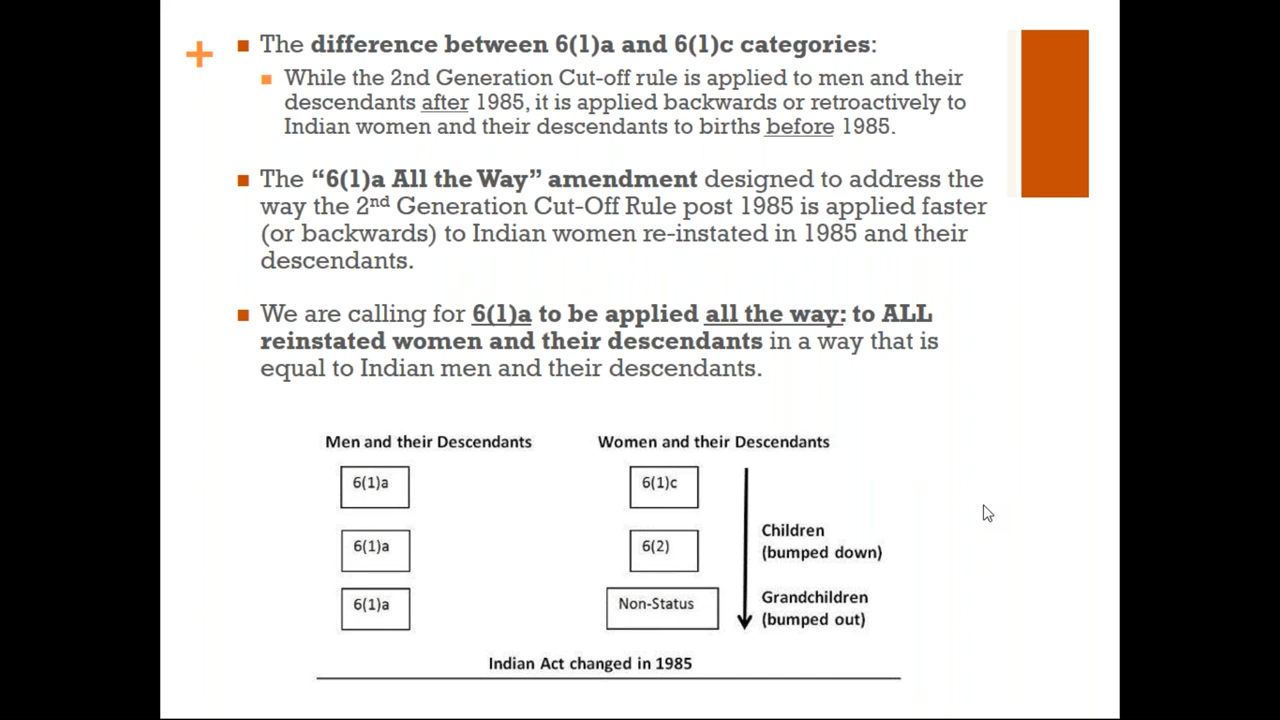 +
■ The difference between 6(1)a and 6(1)c categories:
■ While the 2nd Generation Cut-off rule is applied to men and their
descendants after 1985, it is applied backwards or retroactively to
Indian women and their descendants to births before 1985.
■ The “6(1)a All the Way” amendment designed to address the
way the 2nd Generation Cut-Off Rule post 1985 is applied faster
(or backwards) to Indian women re-instated in 1985 and their
descendants.
■ We are calling for 6(1)a to be applied all the way: to ALL
reinstated women and their descendants in a way that is
equal to Indian men and their descendants.
Men and their Descendants
Women and their Descendants
6(1)a
6(1)c
Children
(bumped down)
6(1)a
6(2)
Grandchildren
(bumped out)
6(1)a
Non-Status
Indian Act changed in 1985